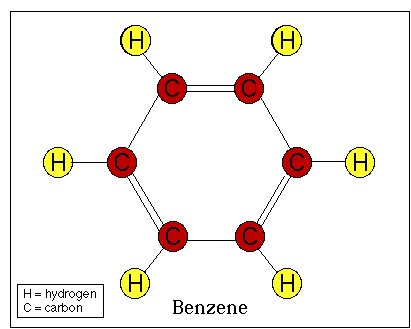 H H
C C
H C C H
C C
H H
H = hydrogen
C = carbon
Benzene